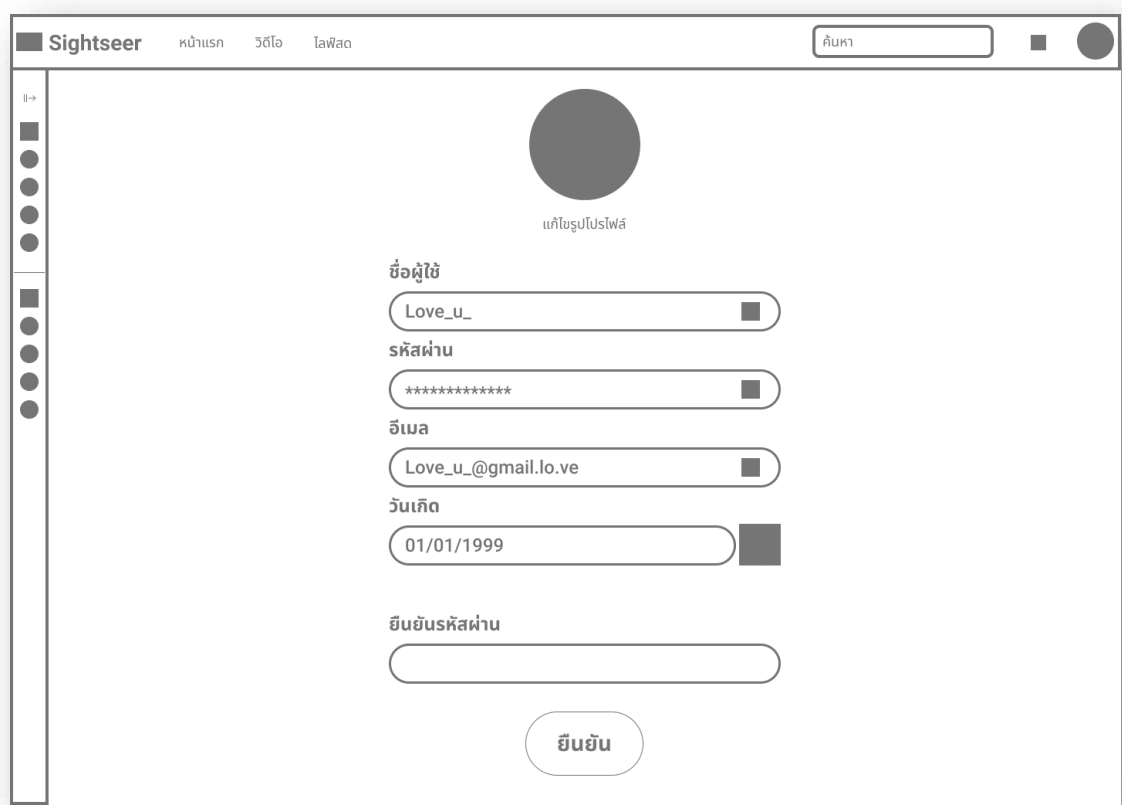 Sightseer หน้าแรก วิดีโอ ไลฟ์สด ค้นหา
แก้ไขรูปโปรไฟล์
ชื่อผู้ใช้
Love_u_
รหัสผ่าน
*************
อีเมล
Love_u_@gmail.lo.ve
วันเกิด
01/01/1999
ยืนยันรหัสผ่าน
ยืนยัน